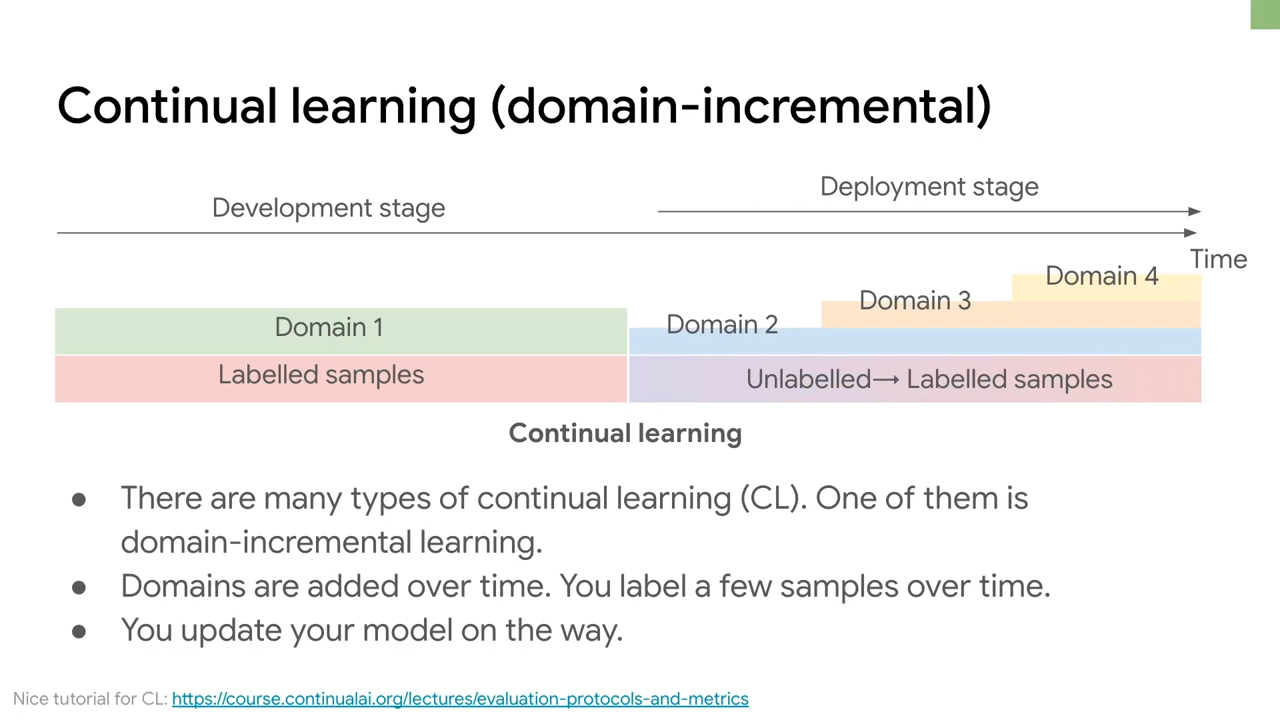 Continual learning (domain-incremental)
Development stage
Deployment stage
Time
Domain 1
Domain 2
Domain 3
Domain 4
Labelled samples
Unlabelled→ Labelled samples
Continual learning
● There are many types of continual learning (CL). One of them is
domain-incremental learning.
● Domains are added over time. You label a few samples over time.
● You update your model on the way.
Nice tutorial for CL: https://course.continualai.org/lectures/evaluation-protocols-and-metrics